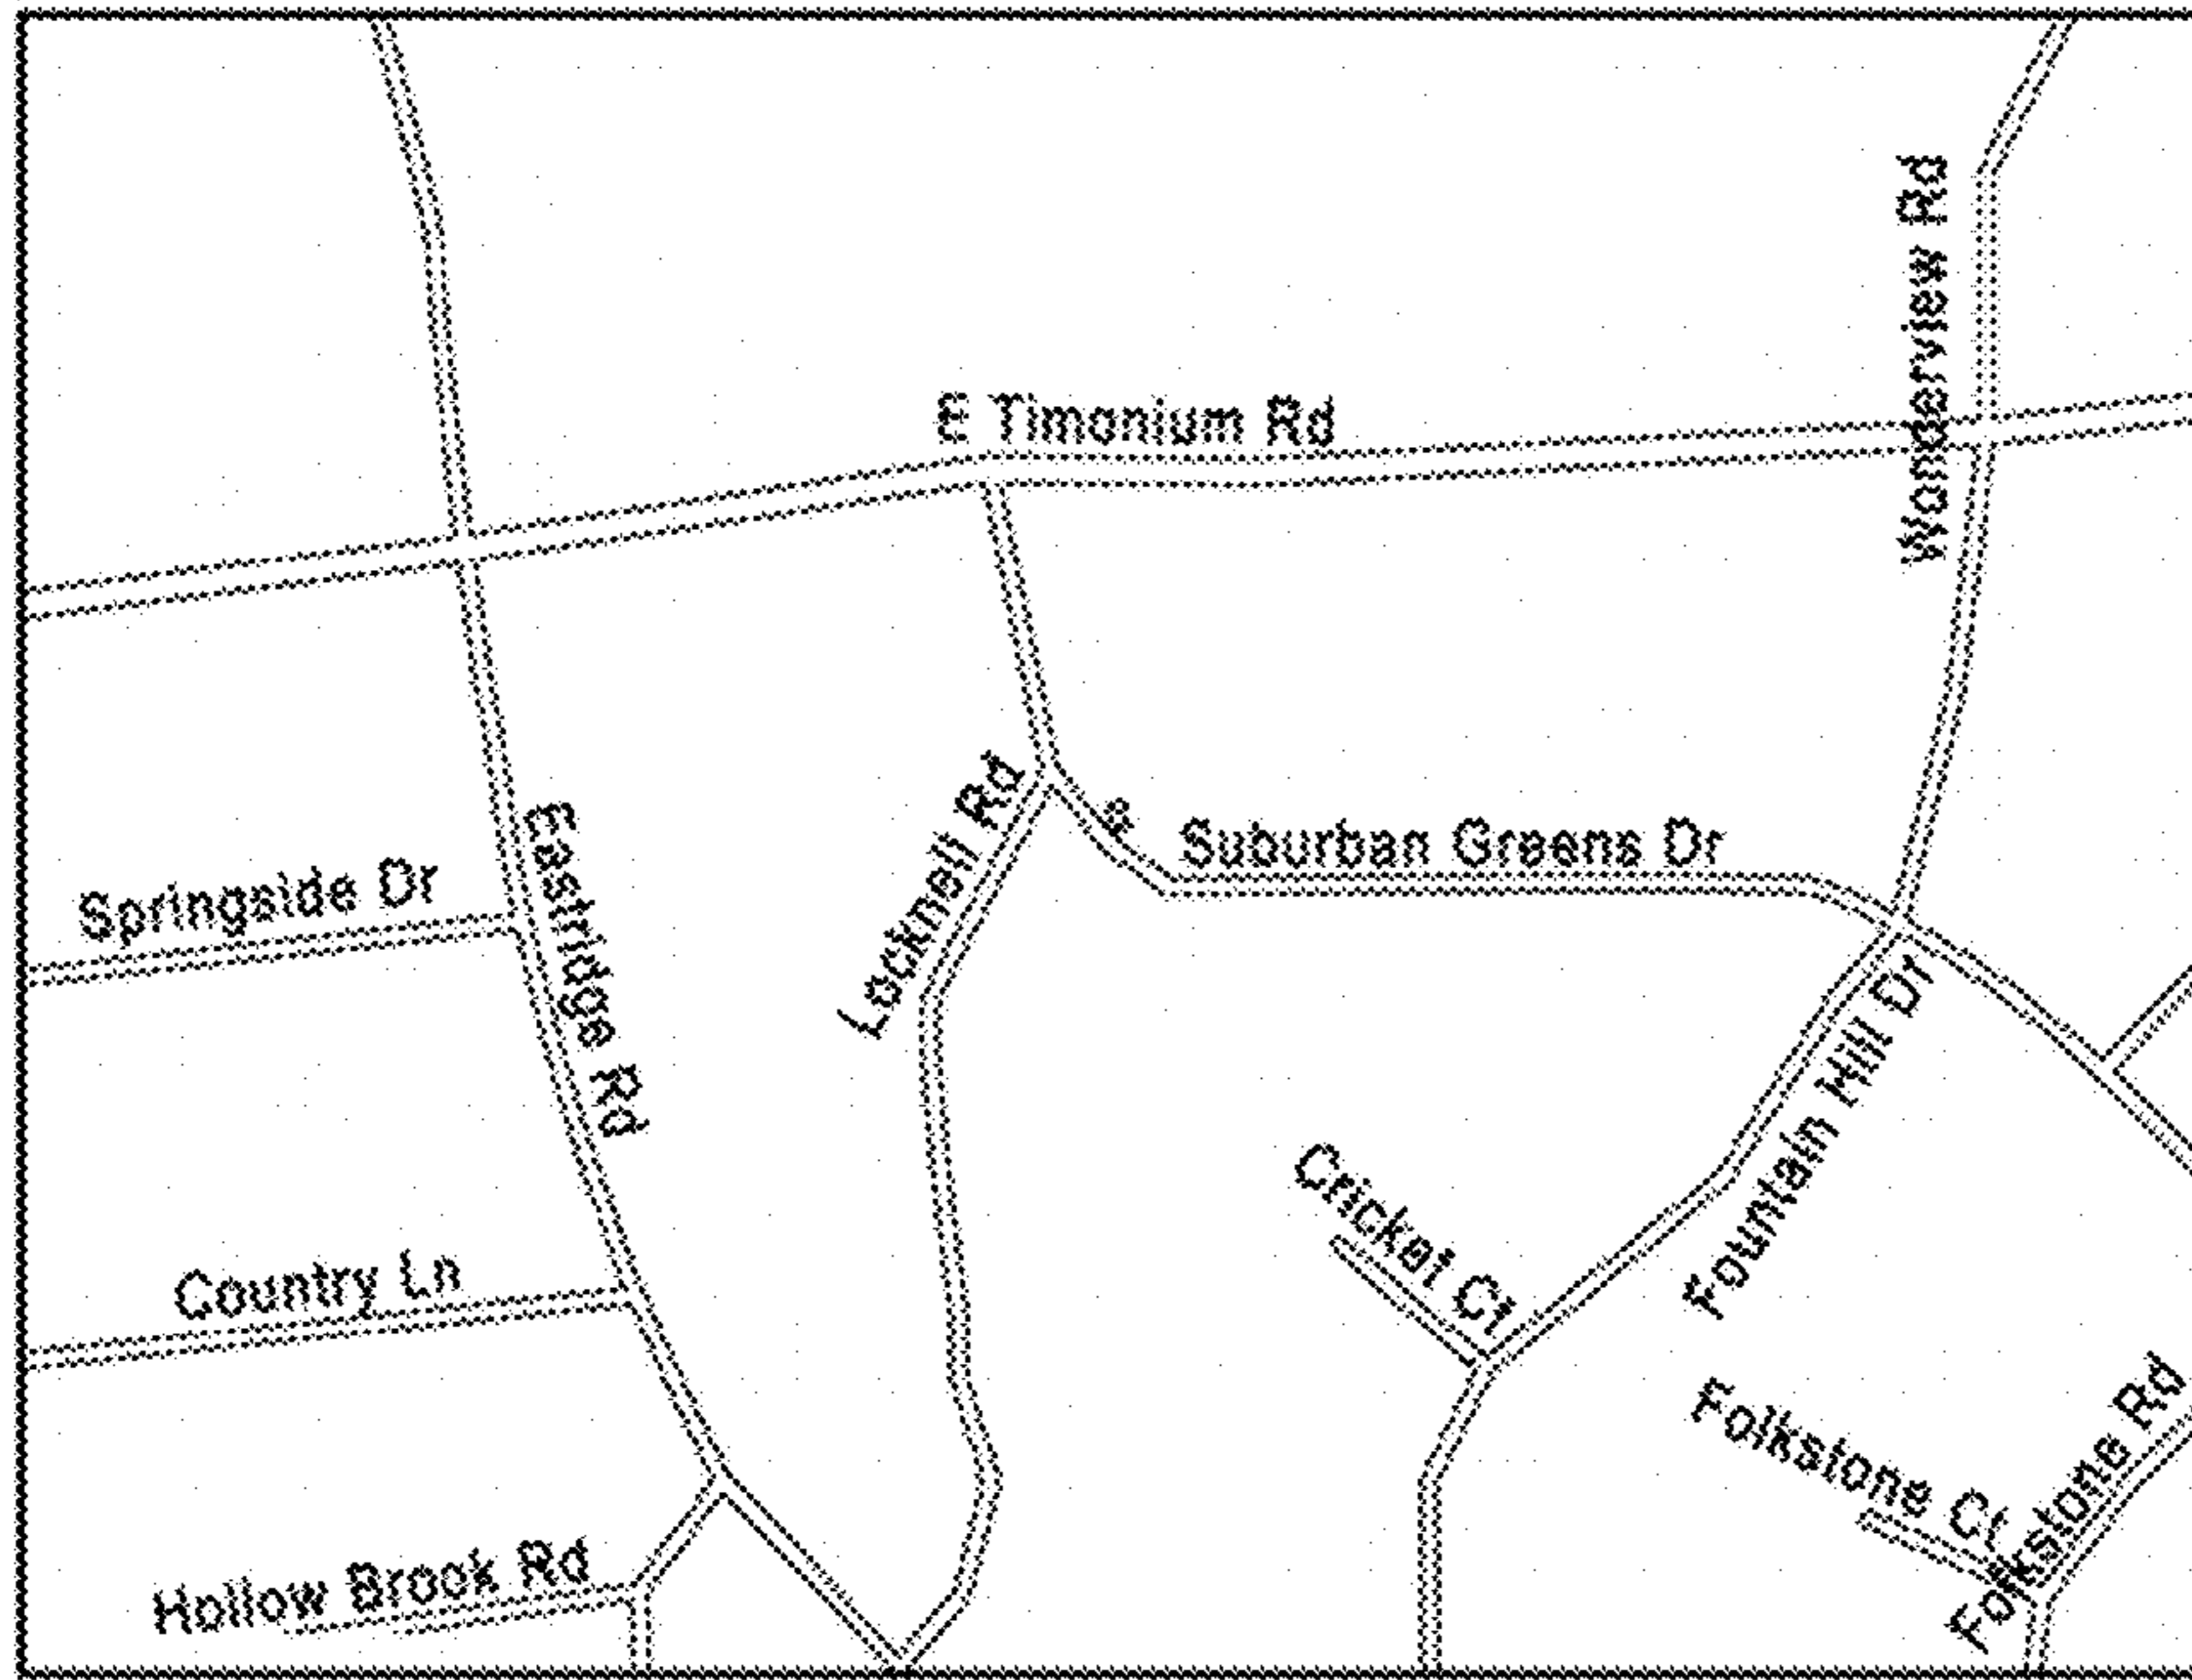 Wonderview Rd
E Timonium Rd
Locknell Rd
Suburban Greens Dr
Springside Dr
Eastridge Rd
Fountain Hill Dr
Cricket Ct
Country Ln
Folkstone Ct
Folkstone Rd
Hollow Brook Rd